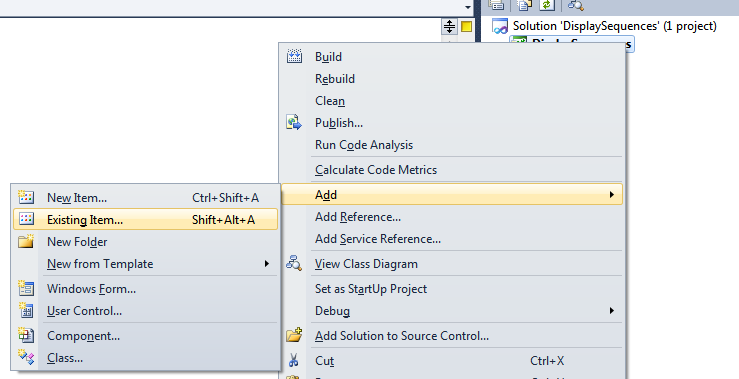 Solution 'DisplaySequences' (1 project)
Build
Rebuild
Clean
Publish...
Run Code Analysis
Calculate Code Metrics
Add
Add Reference...
Add Service Reference...
View Class Diagram
Set as StartUp Project
Debug
Add Solution to Source Control...
Cut Ctrl+X
New Item... Ctrl+Shift+A
Existing Item... Shift+Alt+A
New Folder
New from Template
Windows Form...
User Control...
Component...
Class...